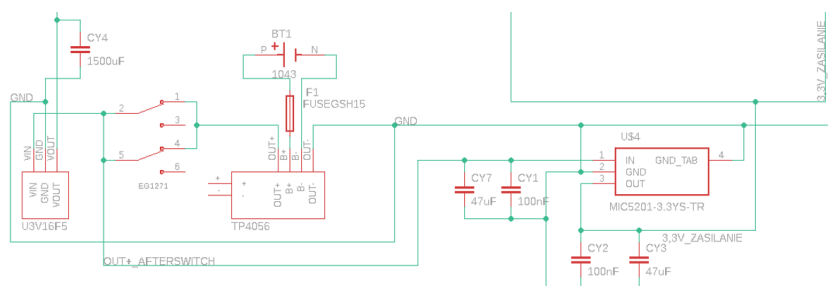 CY4
1500uF
GND
VIN
GND
VOUT
VIN
GND
VOUT
U3V16F5
2
5
1
3
4
6
EG1271
BT1
P
+
N
1043
F1
FUSEGSH15
OUT+
B+
B-
OUT-
+
-
+
-
OUT+
B+
B-
OUT-
TP4056
OUT+_AFTERSWITCH
GND
CY7
47uF
CY1
100nF
U$4
1
2
3
IN
GND
OUT
GND_TAB
4
MIC5201-3.3YS-TR
3,3V_ZASILANIE
CY2
100nF
CY3
47uF
3,3V_ZASILANIE